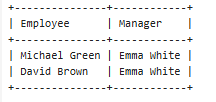 +---------------+------------+
| Employee      | Manager    |
+---------------+------------+
| Michael Green | Emma White |
| David Brown   | Emma White |
+---------------+------------+